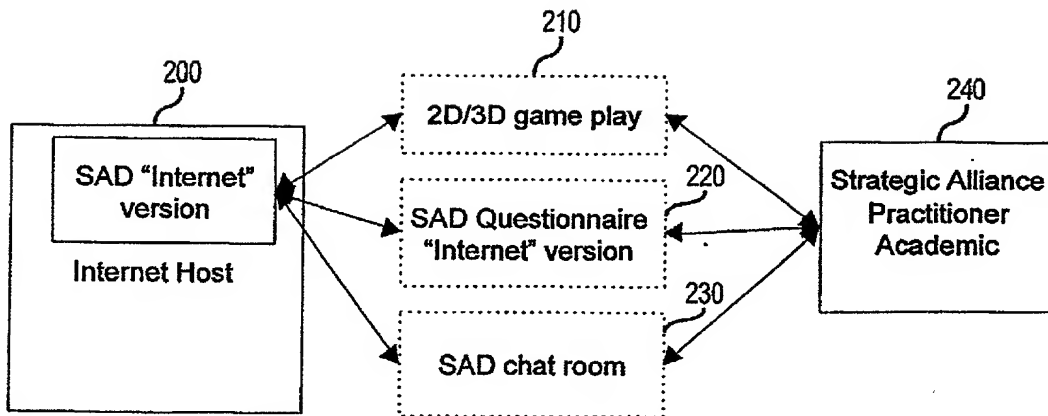 200
SAD “Internet”
version
Internet Host
210
2D/3D game play
220
SAD Questionnaire
“Internet” version
230
SAD chat room
240
Strategic Alliance
Practitioner
Academic